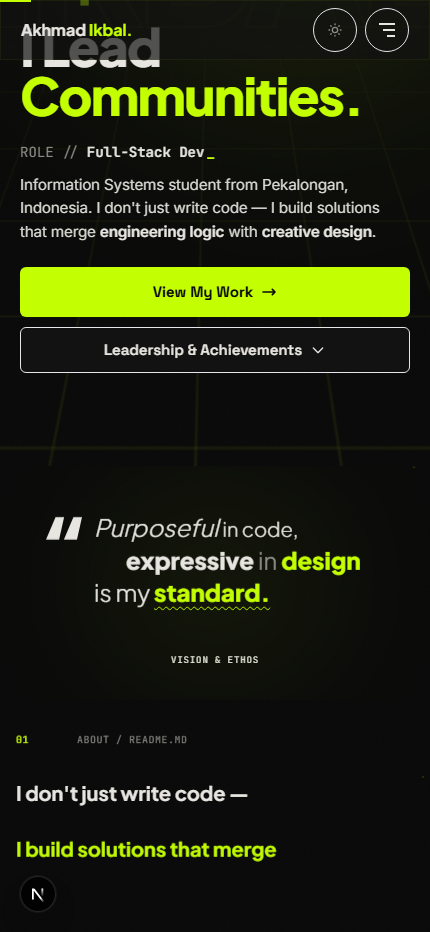 Akhmad Ikbal.
I Lead
Communities.
ROLE // Full-Stack Dev_
Information Systems student from Pekalongan,
Indonesia. I don't just write code — I build solutions
that merge engineering logic with creative design.
View My Work →
Leadership & Achievements
“ Purposeful in code,
expressive in design
is my standard.
VISION & ETHOS
01 ABOUT / README.MD
I don't just write code —
I build solutions that merge
N